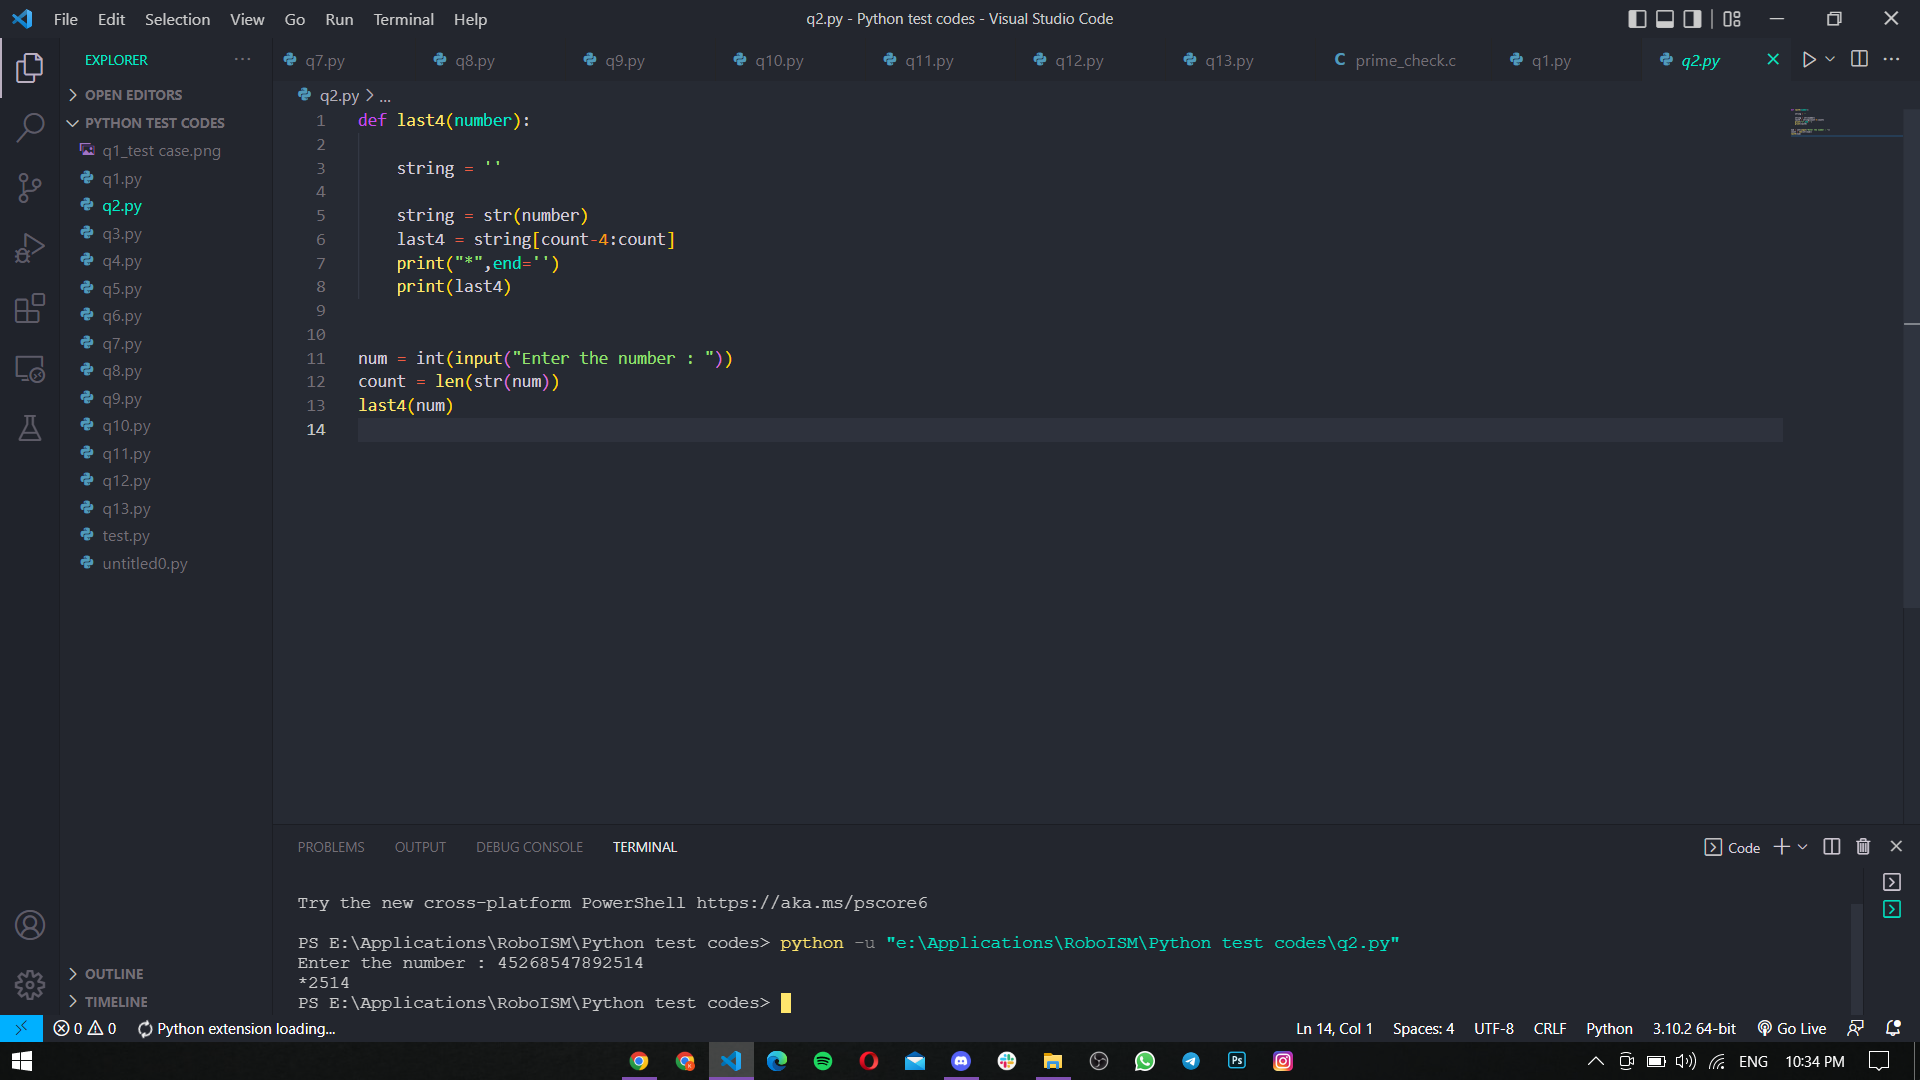 File Edit Selection View Go Run Terminal Help
q2.py - Python test codes - Visual Studio Code
EXPLORER
OPEN EDITORS
PYTHON TEST CODES
q1_test case.png
q1.py
q2.py
q3.py
q4.py
q5.py
q6.py
q7.py
q8.py
q9.py
q10.py
q11.py
q12.py
q13.py
test.py
untitled0.py
OUTLINE
TIMELINE
q7.py q8.py q9.py q10.py q11.py q12.py q13.py C prime_check.c q1.py q2.py
q2.py > ...
1 def last4(number):
2
3 string = ''
4
5 string = str(number)
6 last4 = string[count-4:count]
7 print("*",end='')
8 print(last4)
9
10
11 num = int(input("Enter the number : "))
12 count = len(str(num))
13 last4(num)
14
PROBLEMS OUTPUT DEBUG CONSOLE TERMINAL
Code
Try the new cross-platform PowerShell https://aka.ms/pscore6
PS E:\Applications\RoboISM\Python test codes> python -u "e:\Applications\RoboISM\Python test codes\q2.py"
Enter the number : 45268547892514
*2514
PS E:\Applications\RoboISM\Python test codes>
0 0 Python extension loading...
Ln 14, Col 1 Spaces: 4 UTF-8 CRLF Python 3.10.2 64-bit Go Live
Ps
ENG 10:34 PM